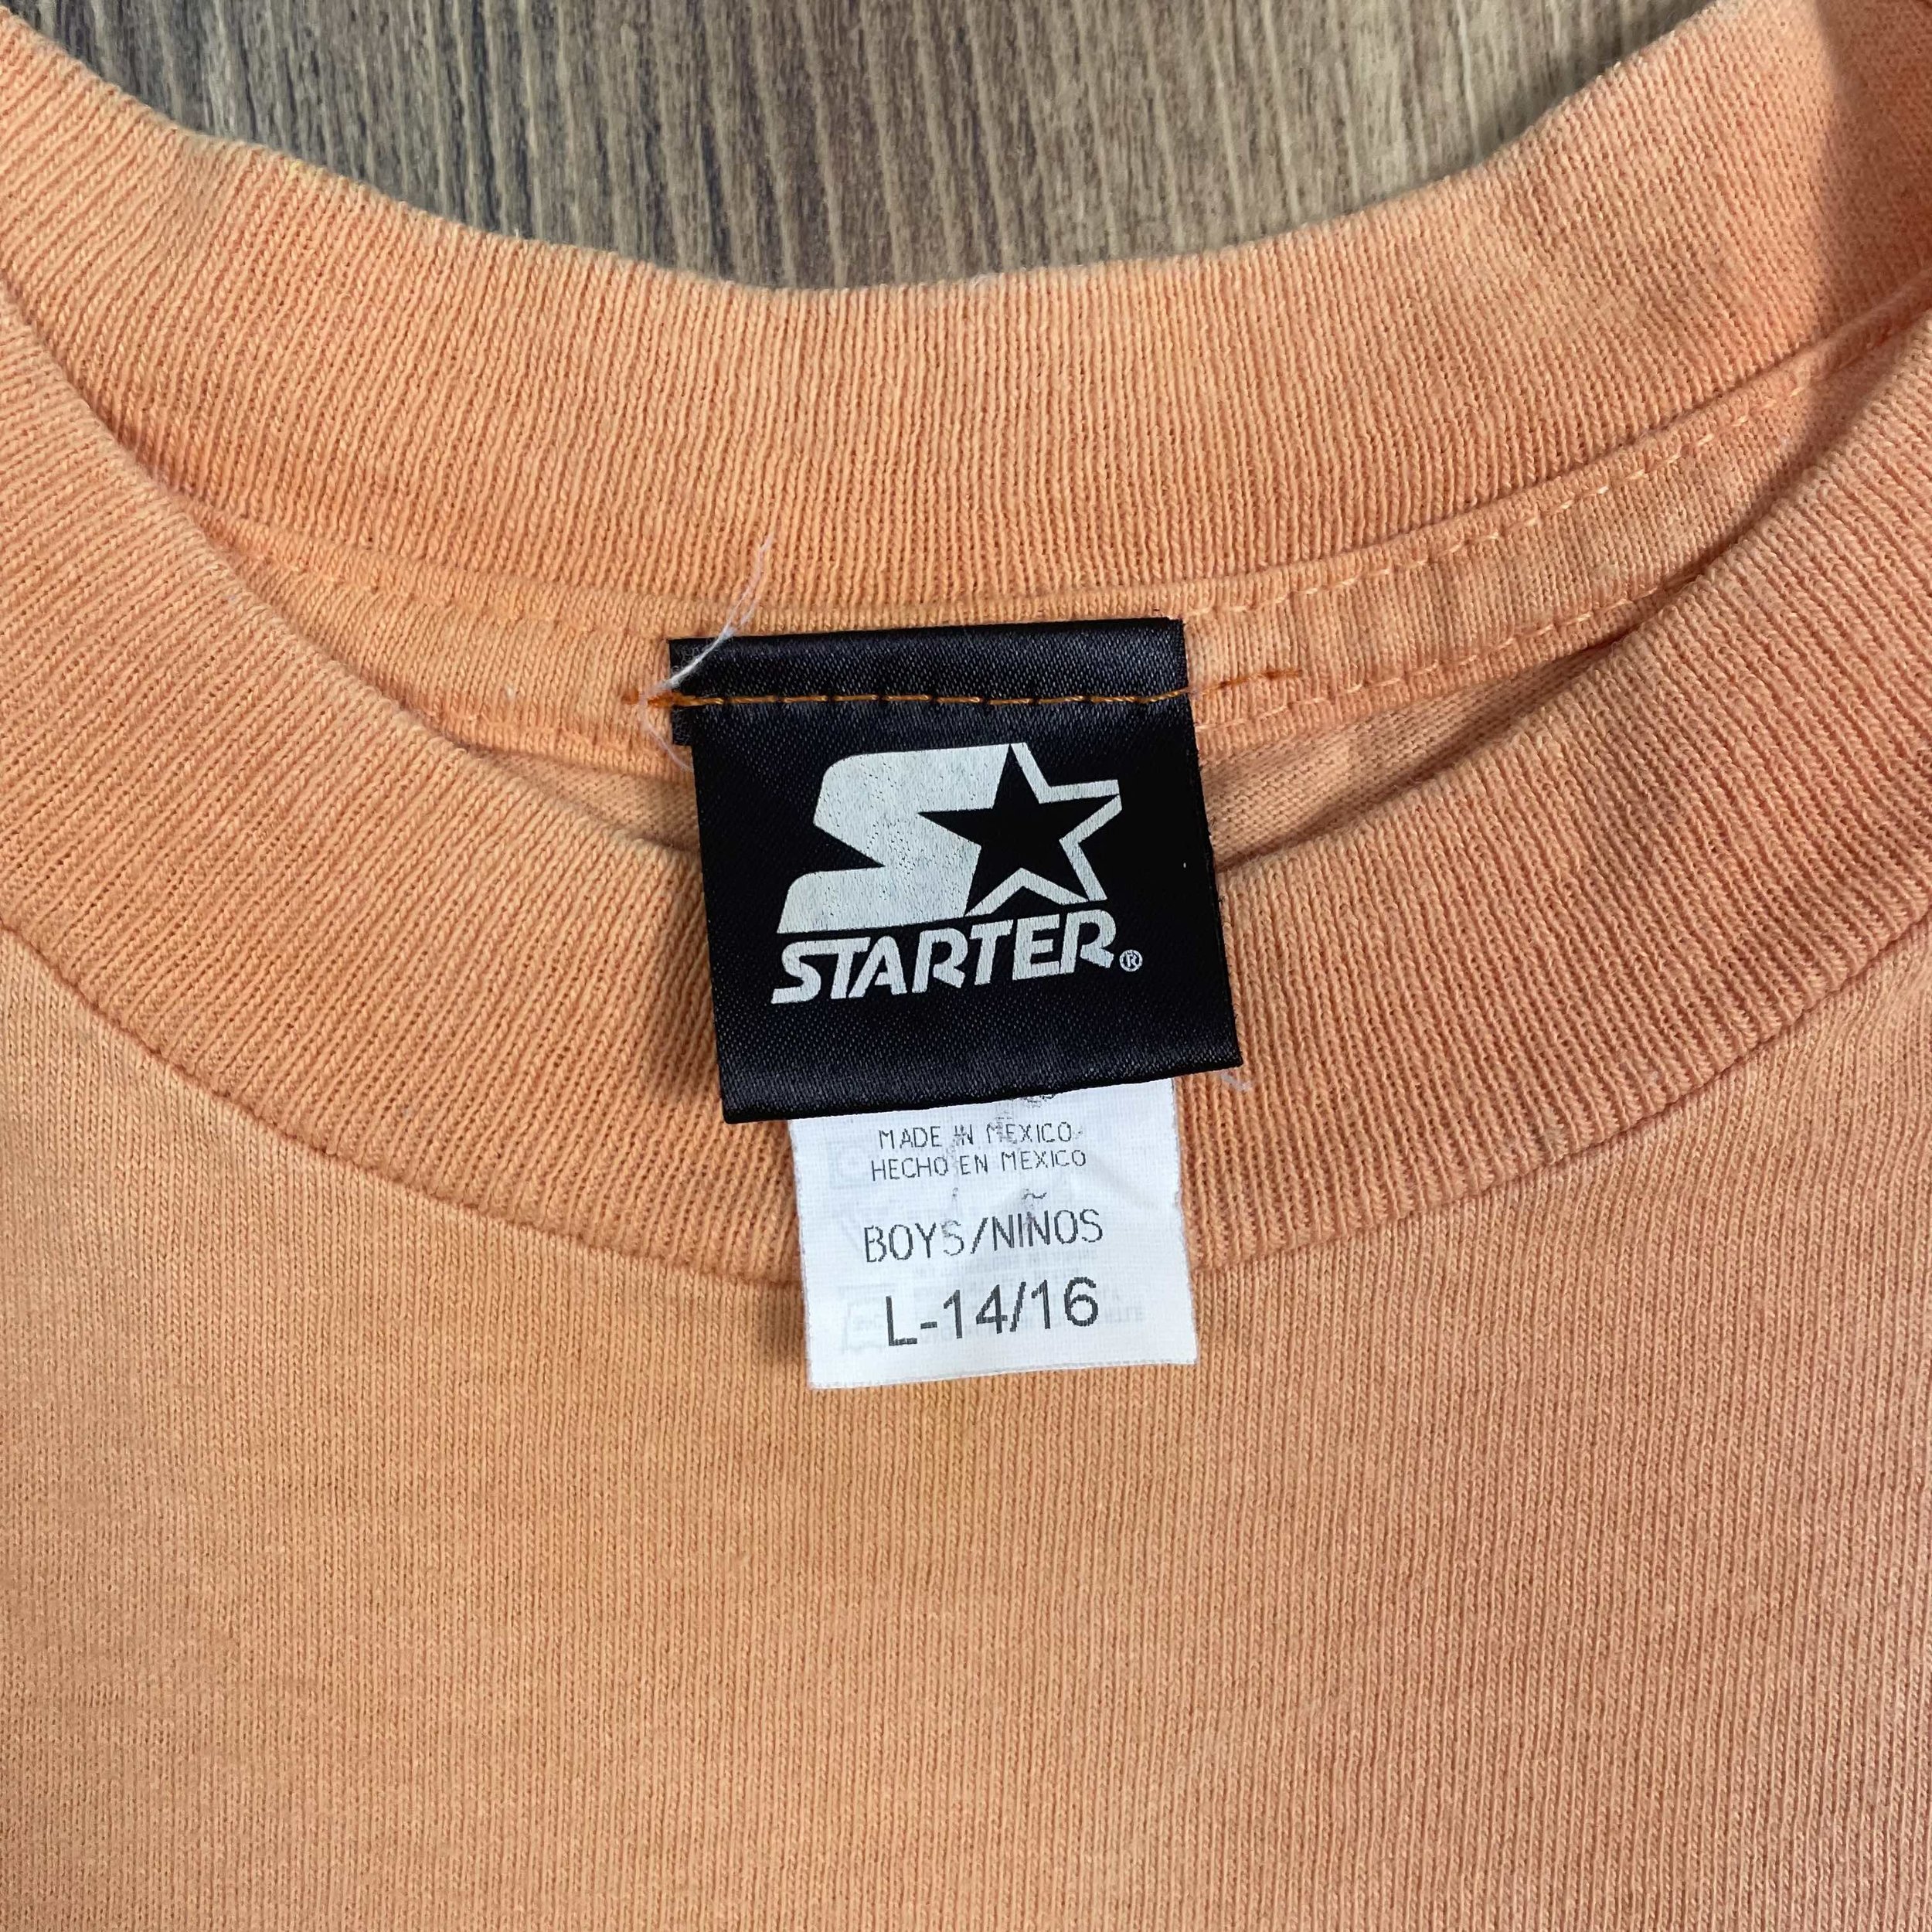 STARTER®
MADE IN MEXICO
HECHO EN MEXICO
BOYS/NIÑOS
L-14/16